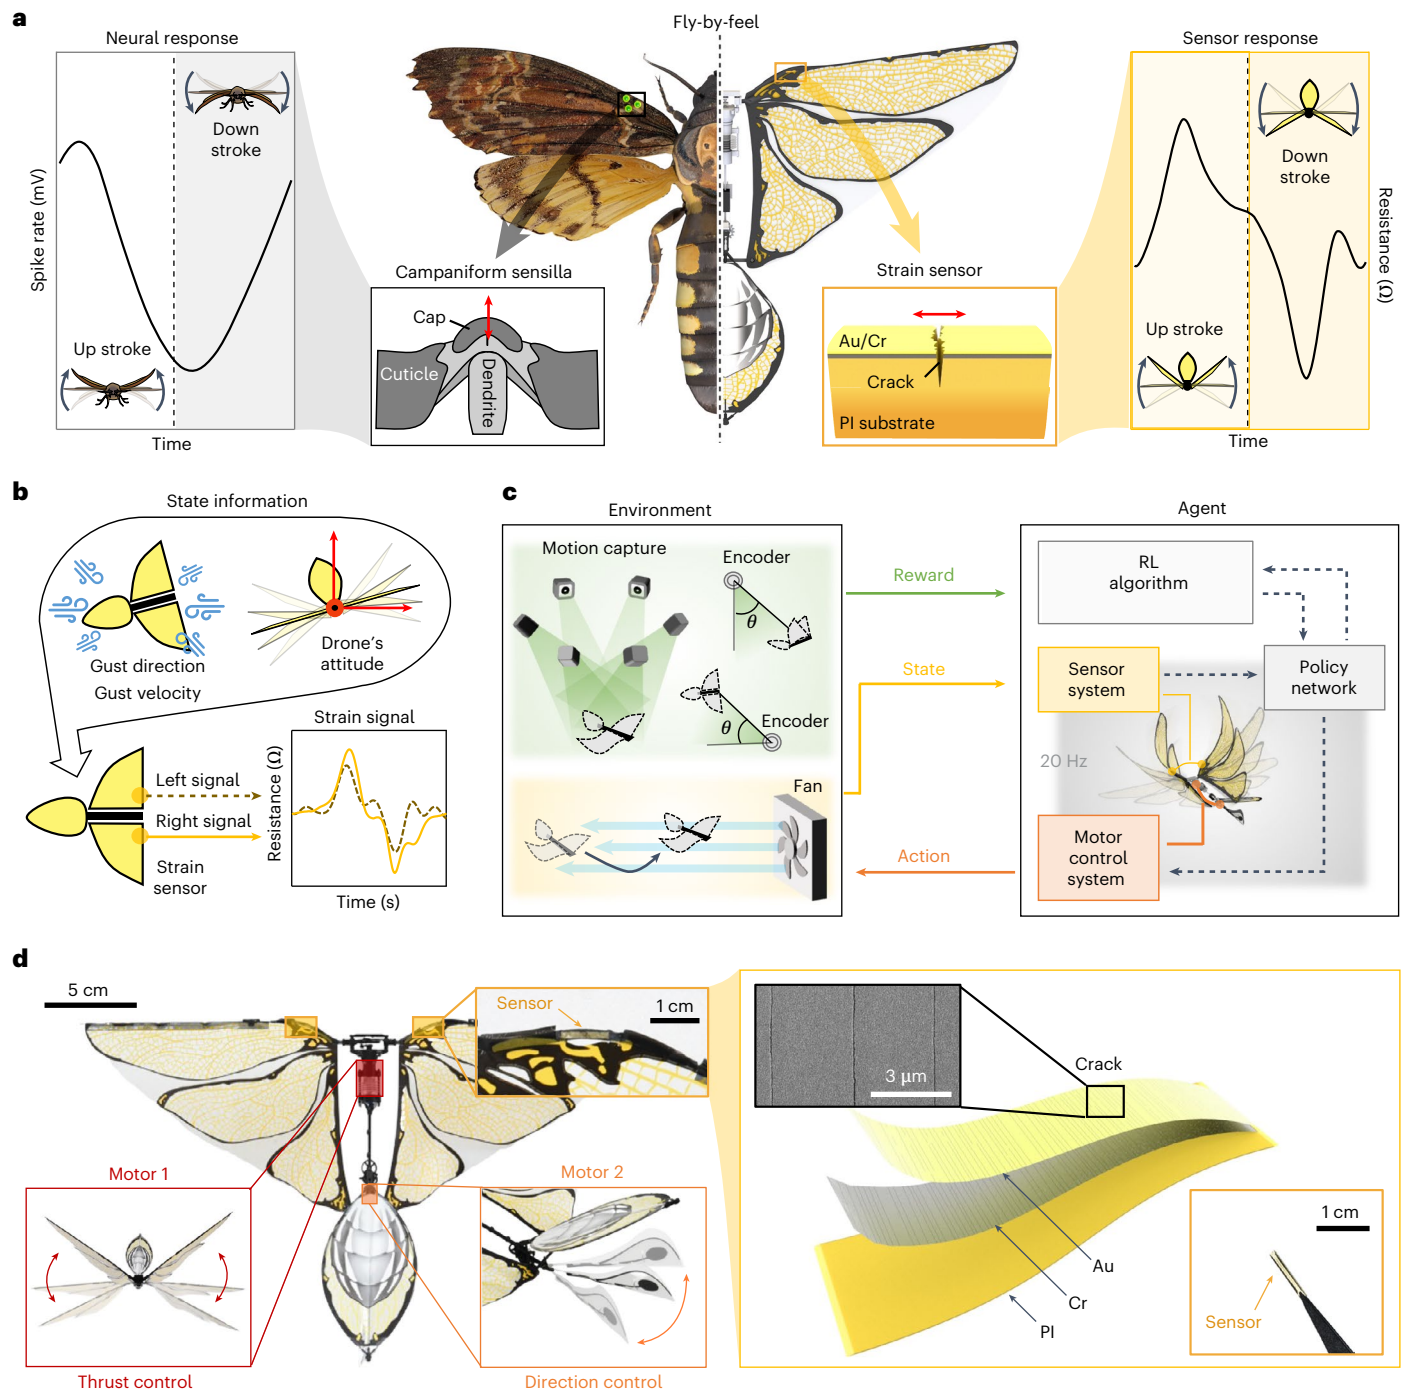 a
Fly-by-feel
Neural response
Down
stroke
Up stroke
Spike rate (mV)
Time
Campaniform sensilla
Cap
Cuticle
Dendrite
Strain sensor
Au/Cr
Crack
PI substrate
Sensor response
Down
stroke
Up stroke
Resistance (Ω)
Time
b
State information
Gust direction
Gust velocity
Drone's
attitude
Strain signal
Left signal
Right signal
Strain
sensor
Resistance (Ω)
Time (s)
c
Environment
Motion capture
Encoder
θ
Encoder
θ
Fan
Reward
State
Action
Agent
RL
algorithm
Sensor
system
Policy
network
20 Hz
Motor
control
system
d
5 cm
Sensor
1 cm
Motor 1
Thrust control
Motor 2
Direction control
3 μm
Crack
Au
Cr
PI
1 cm
Sensor